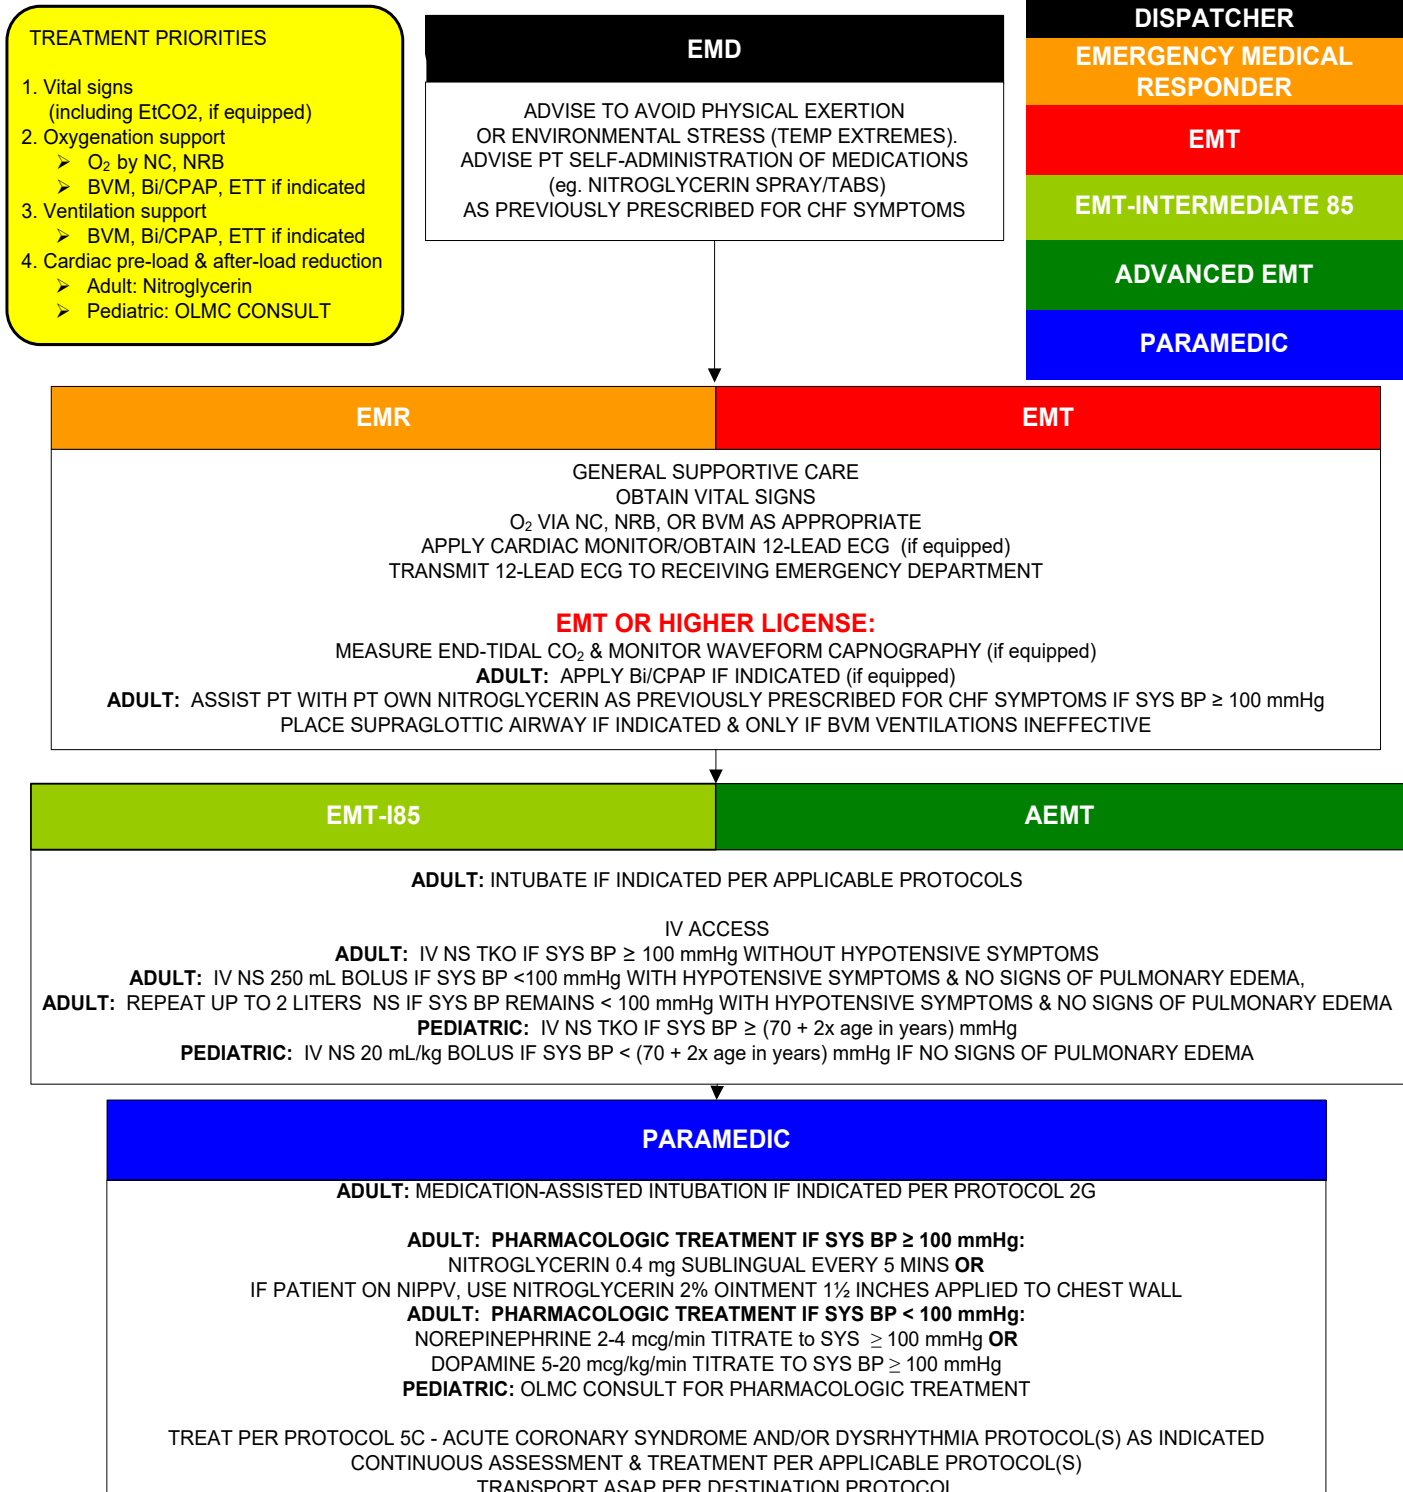 TREATMENT PRIORITIES
1. Vital signs
(including EtCO2, if equipped)
2. Oxygenation support
➢ O₂ by NC, NRB
➢ BVM, Bi/CPAP, ETT if indicated
3. Ventilation support
➢ BVM, Bi/CPAP, ETT if indicated
4. Cardiac pre-load & after-load reduction
➢ Adult: Nitroglycerin
➢ Pediatric: OLMC CONSULT
EMD
ADVISE TO AVOID PHYSICAL EXERTION
OR ENVIRONMENTAL STRESS (TEMP EXTREMES).
ADVISE PT SELF-ADMINISTRATION OF MEDICATIONS
(eg. NITROGLYCERIN SPRAY/TABS)
AS PREVIOUSLY PRESCRIBED FOR CHF SYMPTOMS
DISPATCHER
EMERGENCY MEDICAL
RESPONDER
EMT
EMT-INTERMEDIATE 85
ADVANCED EMT
PARAMEDIC
EMR
EMT
GENERAL SUPPORTIVE CARE
OBTAIN VITAL SIGNS
O₂ VIA NC, NRB, OR BVM AS APPROPRIATE
APPLY CARDIAC MONITOR/OBTAIN 12-LEAD ECG (if equipped)
TRANSMIT 12-LEAD ECG TO RECEIVING EMERGENCY DEPARTMENT
EMT OR HIGHER LICENSE:
MEASURE END-TIDAL CO₂ & MONITOR WAVEFORM CAPNOGRAPHY (if equipped)
ADULT: APPLY Bi/CPAP IF INDICATED (if equipped)
ADULT: ASSIST PT WITH PT OWN NITROGLYCERIN AS PREVIOUSLY PRESCRIBED FOR CHF SYMPTOMS IF SYS BP ≥ 100 mmHg
PLACE SUPRAGLOTTIC AIRWAY IF INDICATED & ONLY IF BVM VENTILATIONS INEFFECTIVE
EMT-I85
AEMT
ADULT: INTUBATE IF INDICATED PER APPLICABLE PROTOCOLS
IV ACCESS
ADULT: IV NS TKO IF SYS BP ≥ 100 mmHg WITHOUT HYPOTENSIVE SYMPTOMS
ADULT: IV NS 250 mL BOLUS IF SYS BP <100 mmHg WITH HYPOTENSIVE SYMPTOMS & NO SIGNS OF PULMONARY EDEMA,
ADULT: REPEAT UP TO 2 LITERS NS IF SYS BP REMAINS < 100 mmHg WITH HYPOTENSIVE SYMPTOMS & NO SIGNS OF PULMONARY EDEMA
PEDIATRIC: IV NS TKO IF SYS BP ≥ (70 + 2x age in years) mmHg
PEDIATRIC: IV NS 20 mL/kg BOLUS IF SYS BP < (70 + 2x age in years) mmHg IF NO SIGNS OF PULMONARY EDEMA
PARAMEDIC
ADULT: MEDICATION-ASSISTED INTUBATION IF INDICATED PER PROTOCOL 2G
ADULT: PHARMACOLOGIC TREATMENT IF SYS BP ≥ 100 mmHg:
NITROGLYCERIN 0.4 mg SUBLINGUAL EVERY 5 MINS OR
IF PATIENT ON NIPPV, USE NITROGLYCERIN 2% OINTMENT 1½ INCHES APPLIED TO CHEST WALL
ADULT: PHARMACOLOGIC TREATMENT IF SYS BP < 100 mmHg:
NOREPINEPHRINE 2-4 mcg/min TITRATE to SYS ≥ 100 mmHg OR
DOPAMINE 5-20 mcg/kg/min TITRATE TO SYS BP ≥ 100 mmHg
PEDIATRIC: OLMC CONSULT FOR PHARMACOLOGIC TREATMENT
TREAT PER PROTOCOL 5C - ACUTE CORONARY SYNDROME AND/OR DYSRHYTHMIA PROTOCOL(S) AS INDICATED
CONTINUOUS ASSESSMENT & TREATMENT PER APPLICABLE PROTOCOL(S)
TRANSPORT ASAP PER DESTINATION PROTOCOL